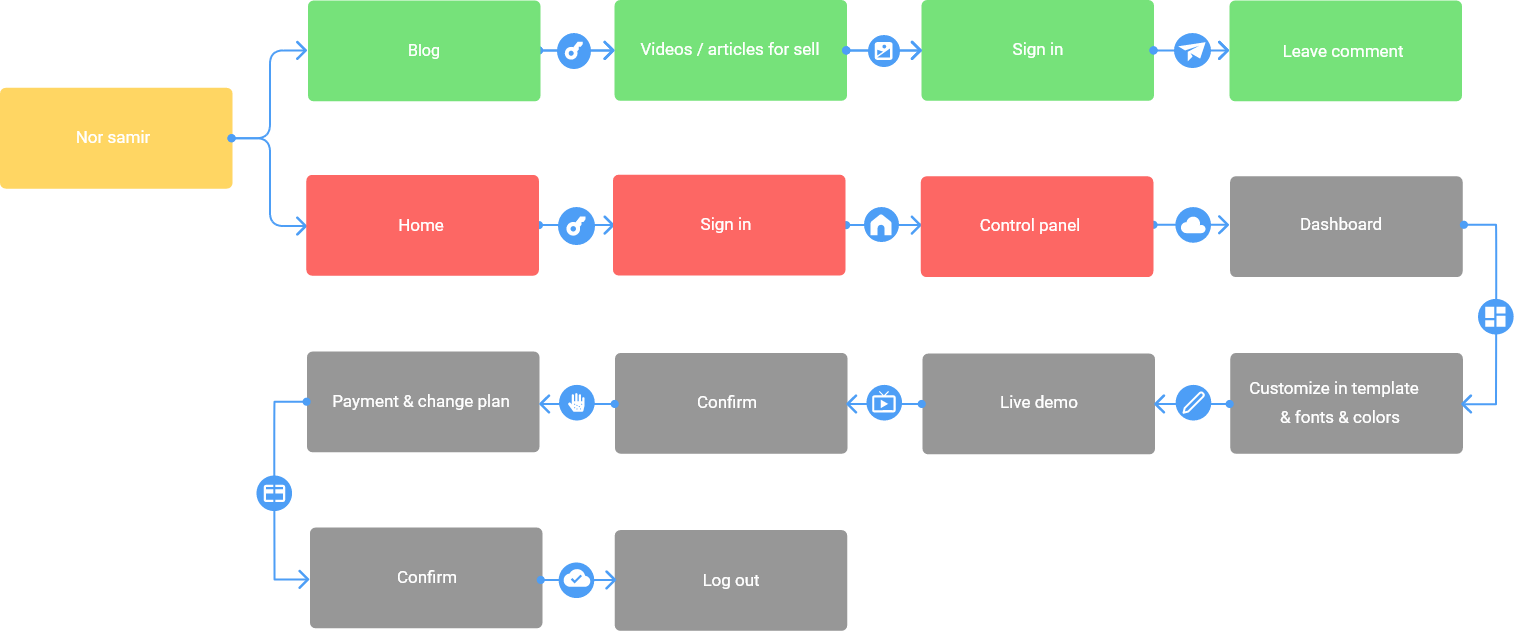 Blog
Videos / articles for sell
Sign in
Leave comment
Nor samir
Home
Sign in
Control panel
Dashboard
Payment & change plan
Confirm
Live demo
Customize in template
& fonts & colors
Confirm
Log out